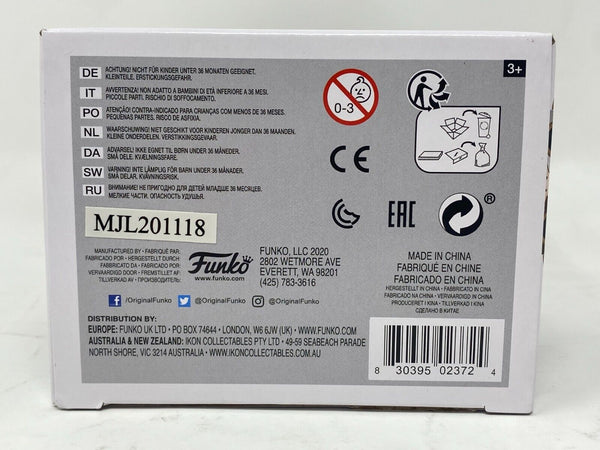 DE ACHTUNG! NICHT FÜR KINDER UNTER 36 MONATEN GEEIGNET.
KLEINTEILE, ERSTICKUNGSGEFAHR.
IT AVVERTENZA! NON ADATTO A BAMBINI DI ETÀ INFERIORE A 36 MESI,
PICCOLE PARTI. RISCHIO DI SOFFOCAMENTO.
PO ATENÇÃO! CONTRA-INDICADO PARA CRIANÇAS COM MENOS DE 36 MESES,
PEQUENAS PARTES. RISCO DE ASFIXIA.
NL WAARSCHUWING! NIET GESCHIKT VOOR KINDEREN JONGER DAN 36 MAANDEN.
KLEINE ONDERDELEN. VERSTIKKINGSGEVAAR.
DA ADVARSEL! IKKE EGNET TIL BØRN UNDER 36 MÅNEDER.
SMÅ DELE. KVÆLNINGSFARE.
SW VARNING! INTE LÄMPLIG FÖR BARN UNDER 36 MÅNADER.
SMÅ DELAR. KVÄVNINGSRISK.
RU ВНИМАНИЕ! НЕ ПРИГОДНО ДЛЯ ДЕТЕЙ МЛАДШЕ 36 МЕСЯЦЕВ.
МЕЛКИЕ ЧАСТИ. ОПАСНОСТЬ УДУШЬЯ.
0-3
3+
CE
EAC
®
MJL201118
MANUFACTURED BY • FABRIQUÉ PAR:
FABRICADO POR • HERGESTELLT DURCH
FABRICADO DA • FABRICADO POR:
VERVAARDIGD DOOR • FREMSTILLET AF:
TILLVERKAD AV •
Funko
www.funko.com
FUNKO, LLC 2020
2802 WETMORE AVE
EVERETT, WA 98201
(425) 783-3616
MADE IN CHINA
FABRIQUÉ EN CHINE
FABRICADO EN CHINA
HERGESTELLT IN CHINA • FABBRICATO IN CINA
FABRICADO NA CHINA • VERVAARDIGD IN CHINA
PRODUCERET I KINA • TILLVERKAD I KINA
СДЕЛАНО В КИТАЕ
/OriginalFunko @OriginalFunko @OriginalFunko
DISTRIBUTION BY:
EUROPE: FUNKO UK LTD • PO BOX 74644 • LONDON, W6 6JW (UK) • WWW.FUNKO.COM
AUSTRALIA & NEW ZEALAND: IKON COLLECTABLES PTY LTD • 49-59 SEABEACH PARADE
NORTH SHORE, VIC 3214 AUSTRALIA • WWW.IKONCOLLECTABLES.COM.AU
8 30395 02372 4